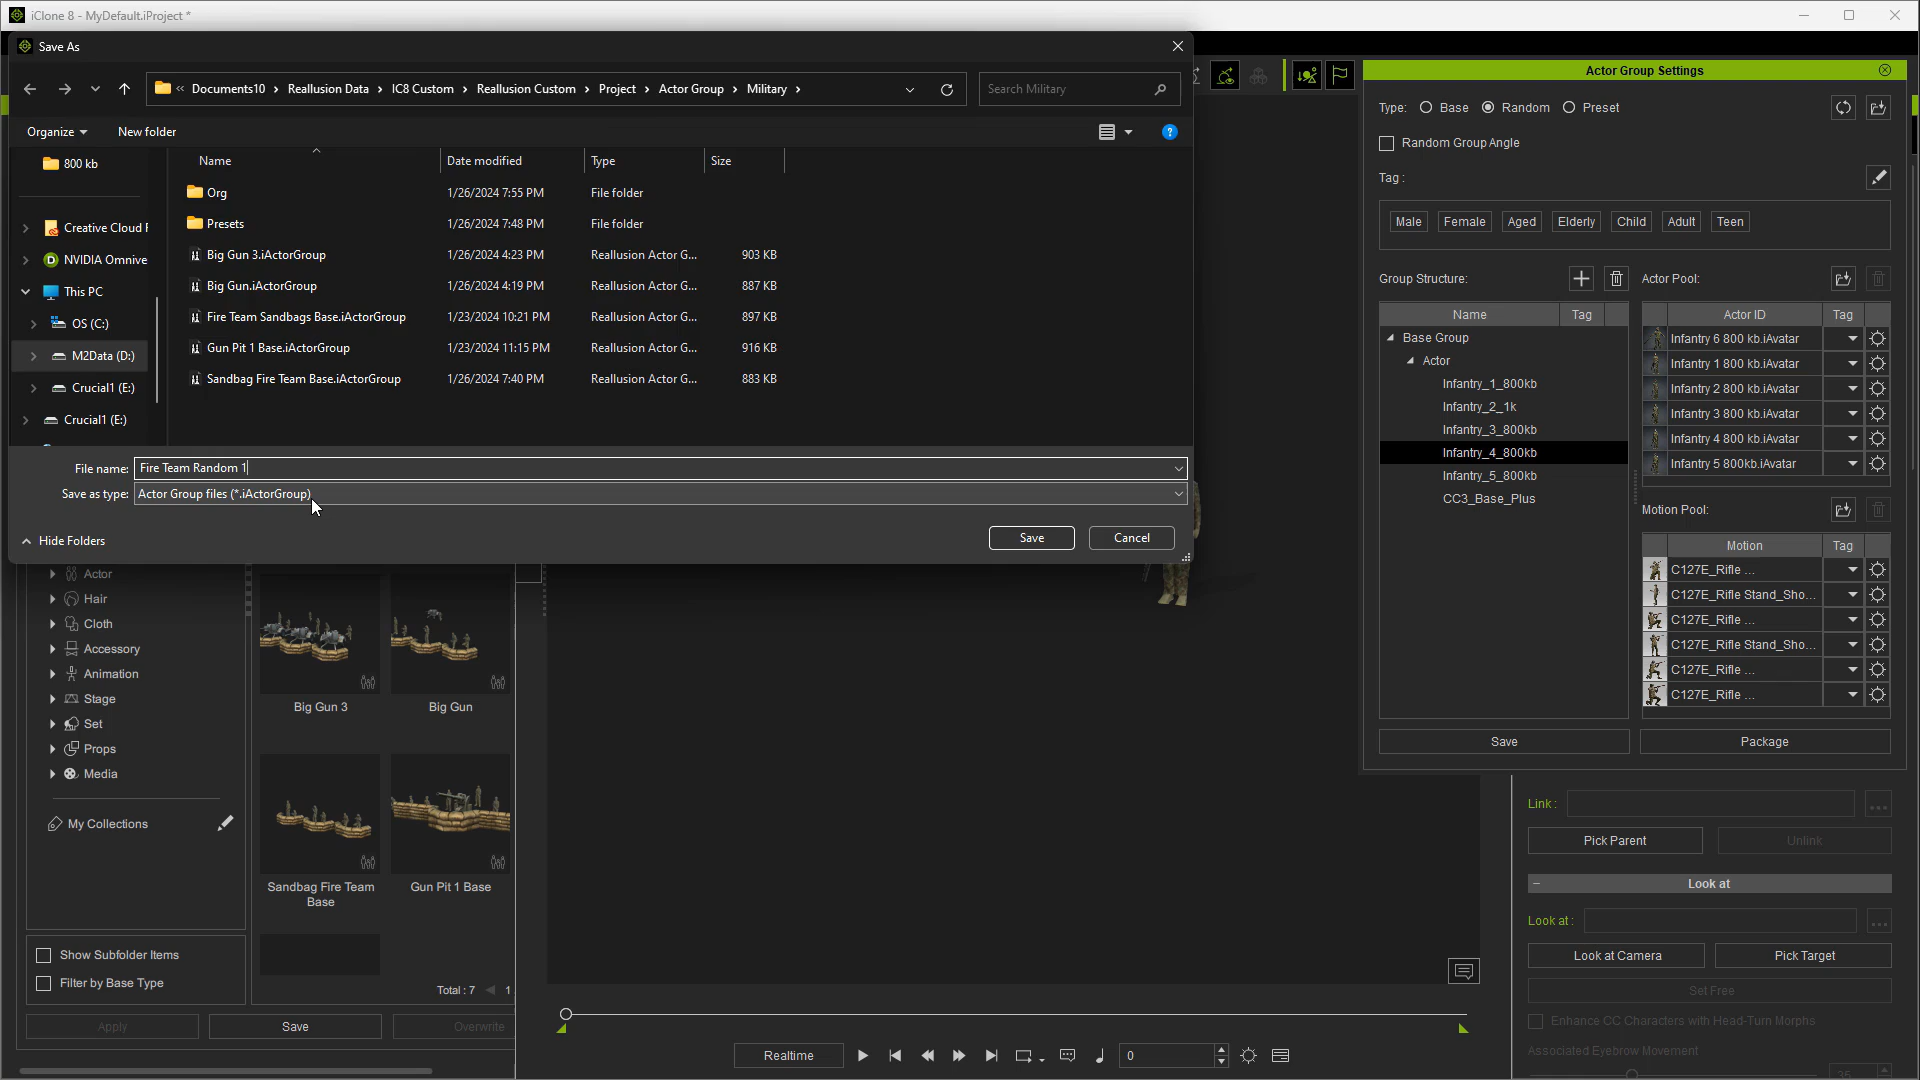 iClone 8 - MyDefault.iProject *
Save As
Documents10 › Reallusion Data › IC8 Custom › Reallusion Custom › Project › Actor Group › Military ›
Search Military
Organize
New folder
800 kb
Creative Cloud F
NVIDIA Omnive
This PC
OS (C:)
M2Data (D:)
Crucial1 (E:)
Crucial1 (E:)
Name Date modified Type Size
Org 1/26/2024 7:55 PM File folder
Presets 1/26/2024 7:48 PM File folder
Big Gun 3.iActorGroup 1/26/2024 4:23 PM Reallusion Actor G... 903 KB
Big Gun.iActorGroup 1/26/2024 4:19 PM Reallusion Actor G... 887 KB
Fire Team Sandbags Base.iActorGroup 1/23/2024 10:21 PM Reallusion Actor G... 897 KB
Gun Pit 1 Base.iActorGroup 1/23/2024 11:15 PM Reallusion Actor G... 916 KB
Sandbag Fire Team Base.iActorGroup 1/26/2024 7:40 PM Reallusion Actor G... 883 KB
File name: Fire Team Random 1
Save as type: Actor Group files (*.iActorGroup)
Hide Folders
Save
Cancel
Actor
Hair
Cloth
Accessory
Animation
Stage
Set
Props
Media
My Collections
Show Subfolder Items
Filter by Base Type
Apply
Big Gun 3
Big Gun
Sandbag Fire Team
Base
Gun Pit 1 Base
Total : 7 1
Save
Overwrite
Realtime
0
Actor Group Settings
Type: Base Random Preset
Random Group Angle
Tag :
Male Female Aged Elderly Child Adult Teen
Group Structure:
Name Tag
Base Group
Actor
Infantry_1_800kb
Infantry_2_1k
Infantry_3_800kb
Infantry_4_800kb
Infantry_5_800kb
CC3_Base_Plus
Actor Pool:
Actor ID Tag
Infantry 6 800 kb.iAvatar
Infantry 1 800 kb.iAvatar
Infantry 2 800 kb.iAvatar
Infantry 3 800 kb.iAvatar
Infantry 4 800 kb.iAvatar
Infantry 5 800kb.iAvatar
Motion Pool:
Motion Tag
C127E_Rifle ...
C127E_Rifle Stand_Sho...
C127E_Rifle ...
C127E_Rifle Stand_Sho...
C127E_Rifle ...
C127E_Rifle ...
Save
Package
Link :
...
Pick Parent
Unlink
Look at
Look at :
...
Look at Camera
Pick Target
Set Free
Enhance CC Characters with Head-Turn Morphs
Associated Eyebrow Movement
35